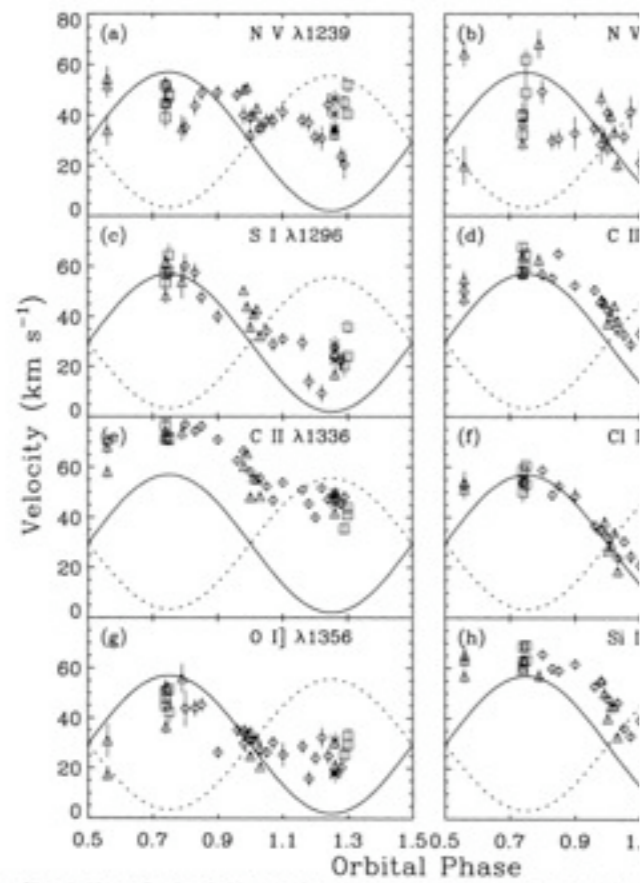 (a) N V λ1239
(b) N V
80
60
40
20
0
(c) S I λ1296
(d) C II
60
40
20
0
(e) C II λ1336
(f) Cl I
60
40
20
0
(g) O I] λ1356
(h) Si I
60
40
20
0
Velocity (km s⁻¹)
0.5 0.7 0.9 1.1 1.3 1.5 0.5 0.7 0.9
Orbital Phase